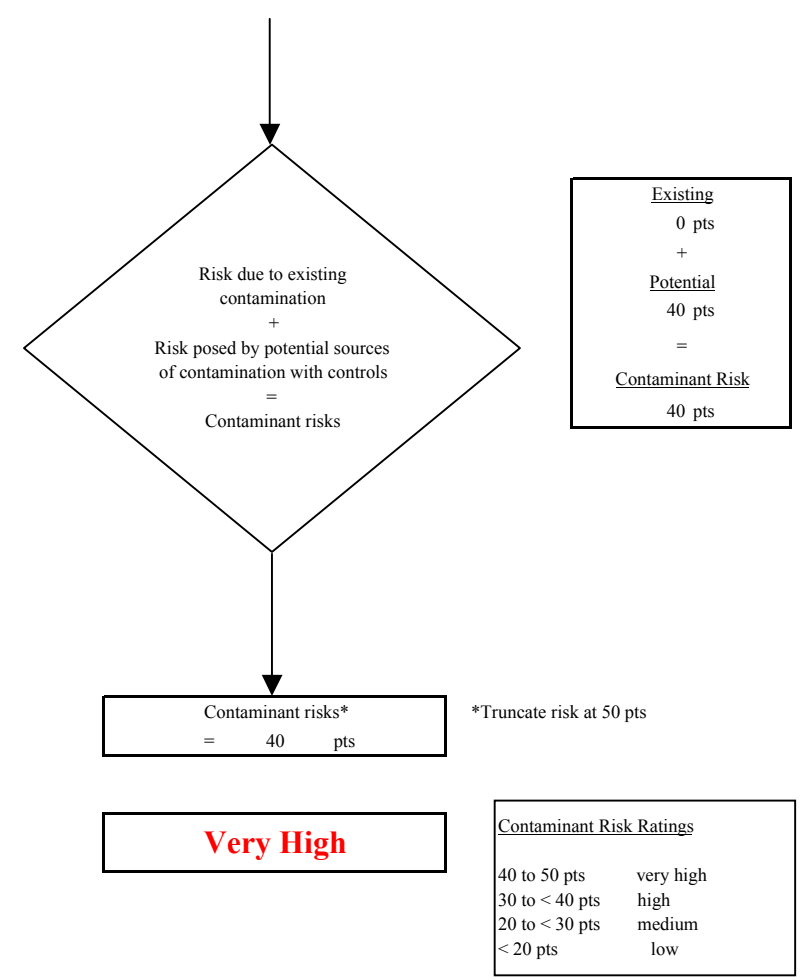 Risk due to existing
contamination
+
Risk posed by potential sources
of contamination with controls
=
Contaminant risks
Existing
0 pts
+
Potential
40 pts
=
Contaminant Risk
40 pts
Contaminant risks*
= 40 pts
*Truncate risk at 50 pts
Very High
Contaminant Risk Ratings
40 to 50 pts very high
30 to < 40 pts high
20 to < 30 pts medium
< 20 pts low